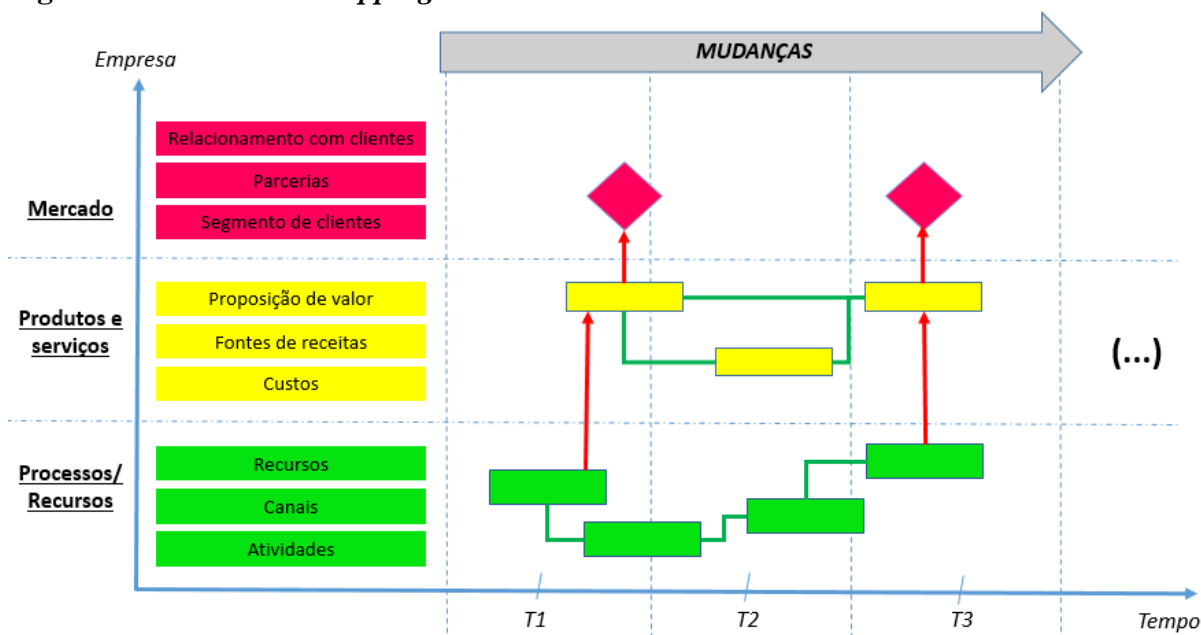 MUDANÇAS
Empresa
Relacionamento com clientes
Parcerias
Segmento de clientes
Mercado
Proposição de valor
Fontes de receitas
Custos
Produtos e
serviços
(...)
Recursos
Canais
Atividades
Processos/
Recursos
T1
T2
T3
Tempo